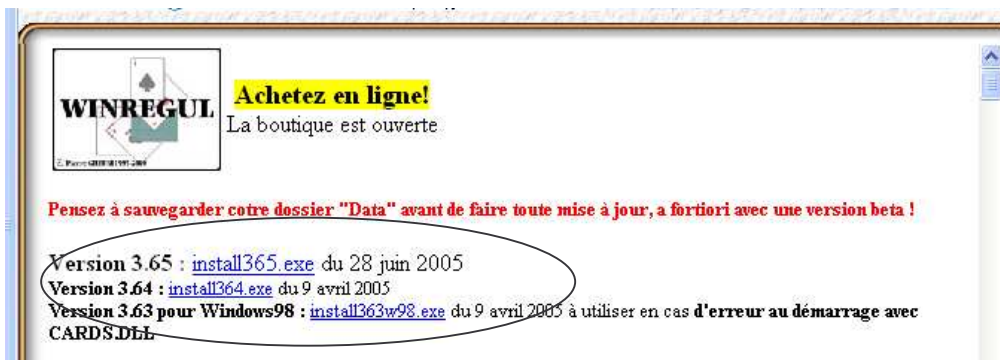 WINREGUL
Achetez en ligne!
La boutique est ouverte
Pensez à sauvegarder cotre dossier "Data" avant de faire toute mise à jour, a fortiori avec une version beta !
Version 3.65 : install365.exe du 28 juin 2005
Version 3.64 : install364.exe du 9 avril 2005
Version 3.63 pour Windows98 : install363w98.exe du 9 avril 2005 à utiliser en cas d'erreur au démarrage avec
CARDS.DLL